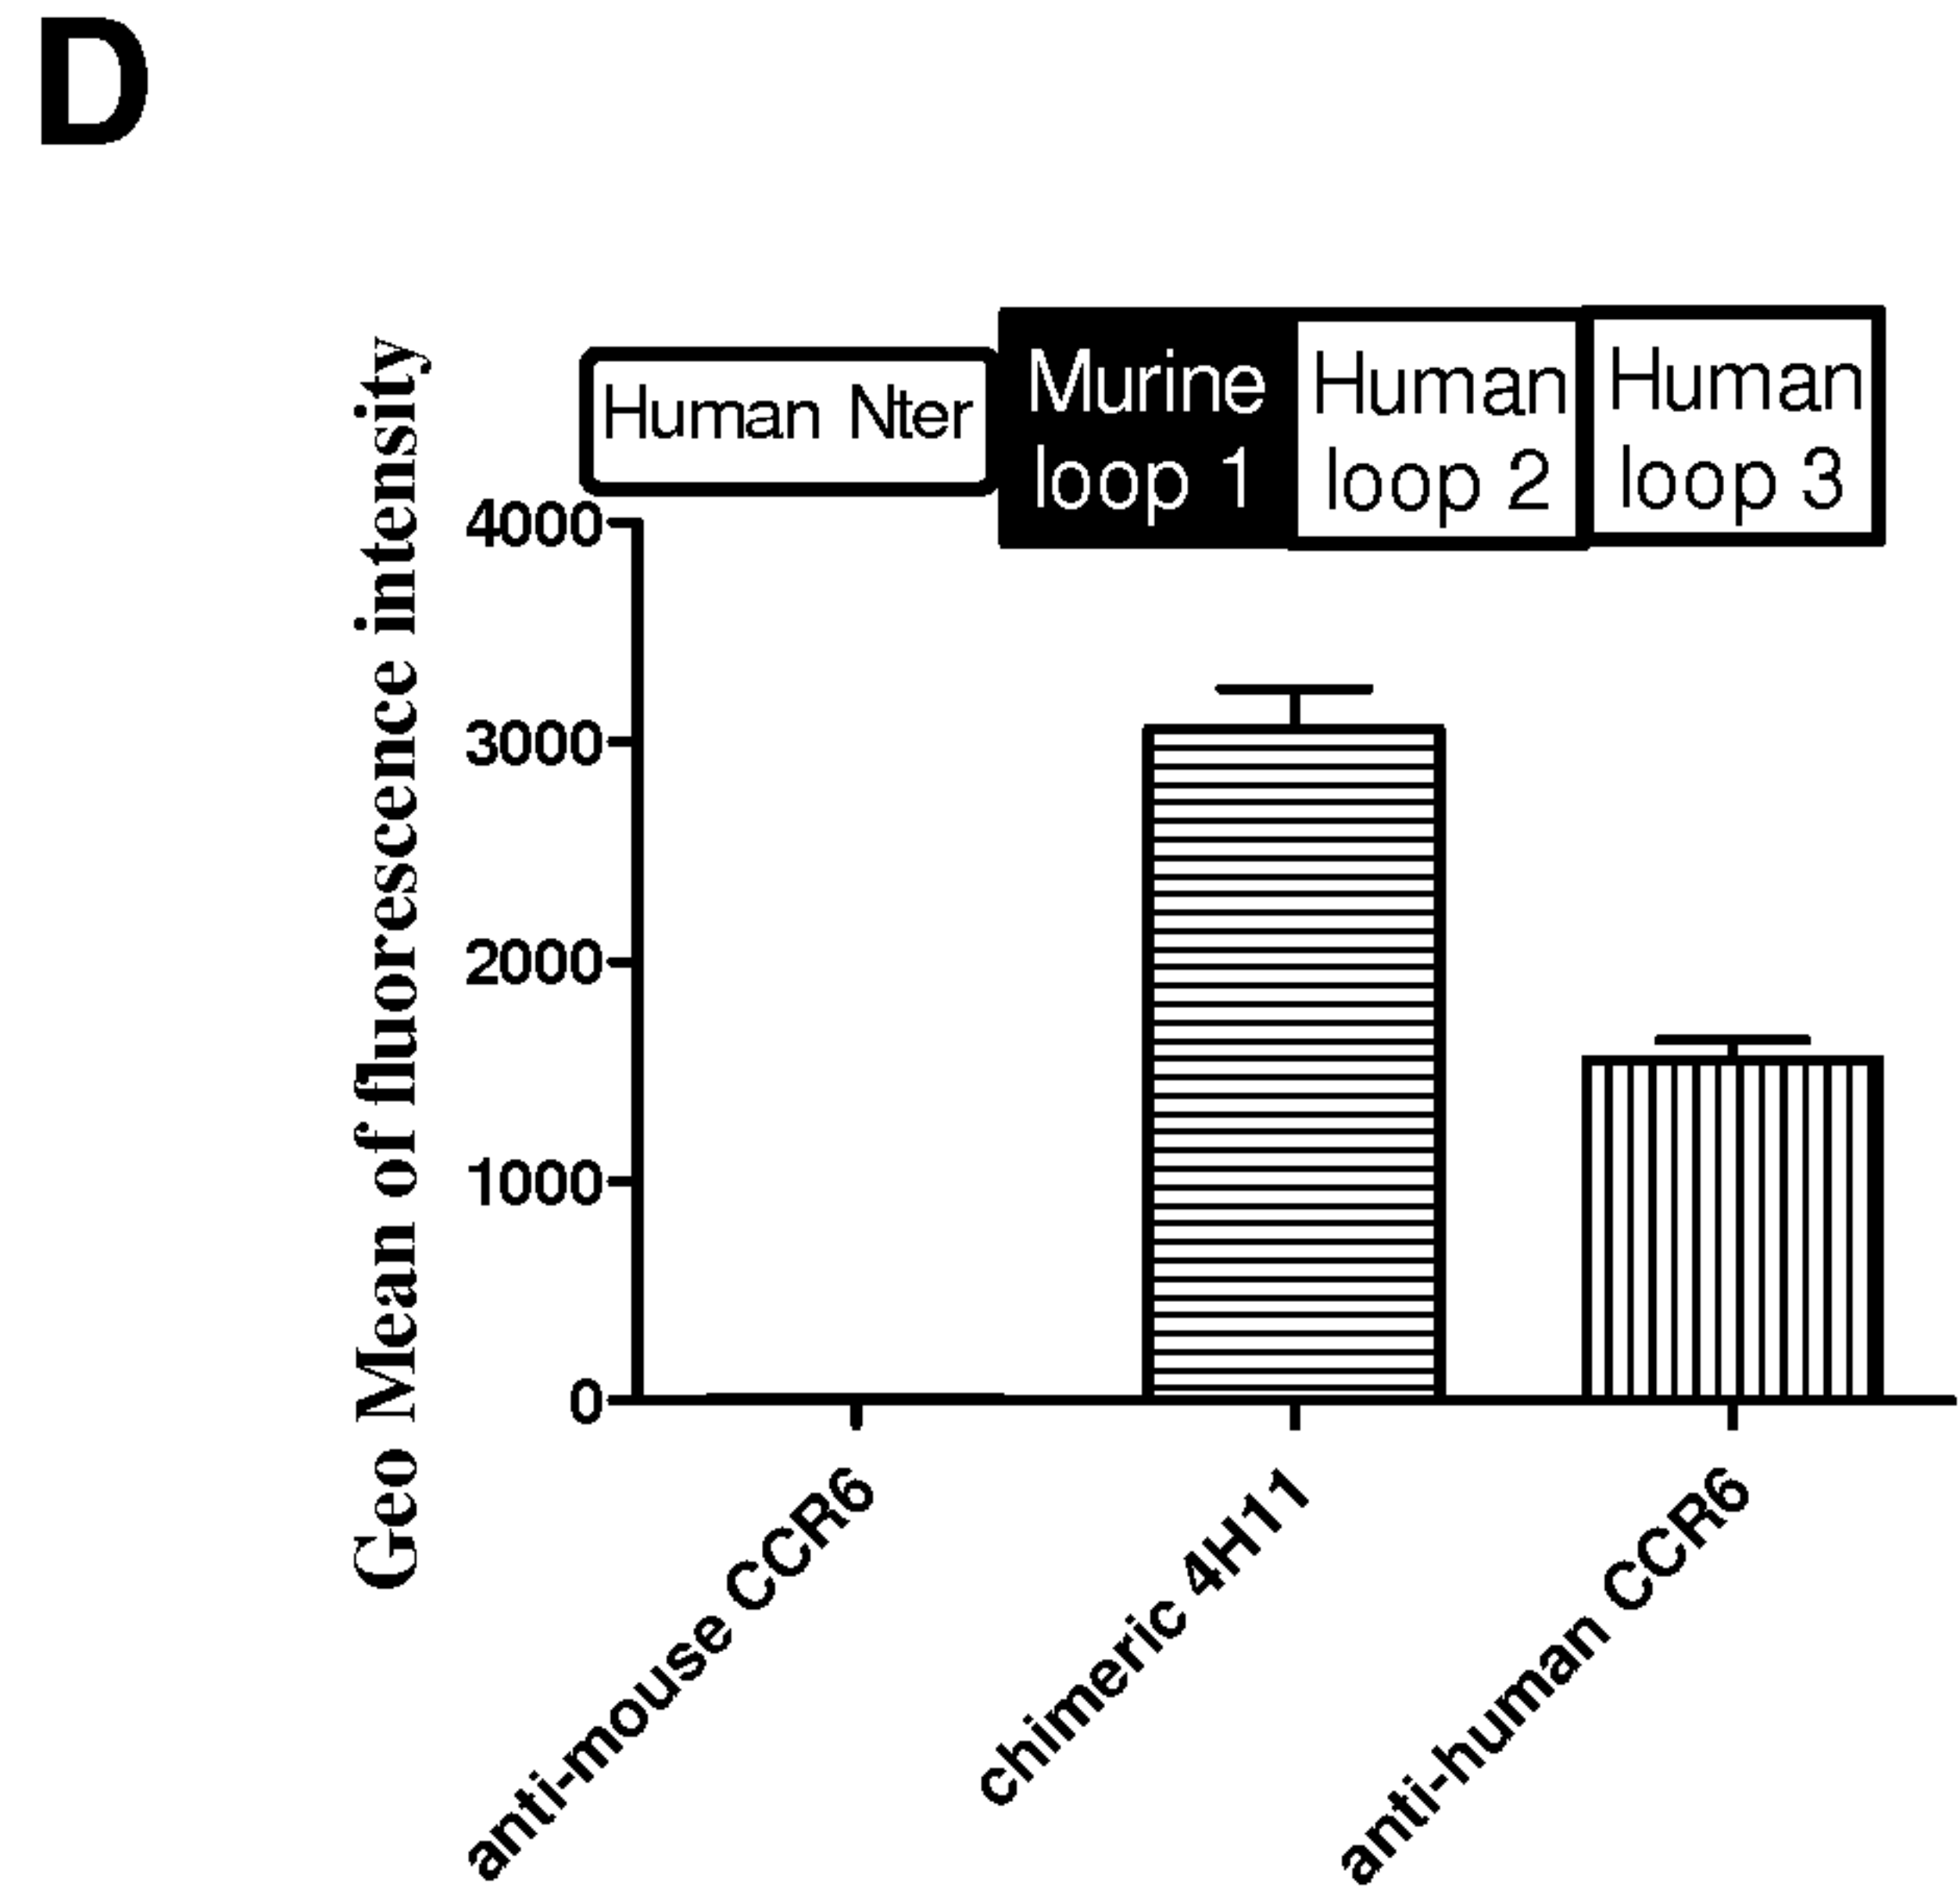 D
Human Nter
Murine
loop 1
Human
loop 2
Human
loop 3
Geo Mean of fluorescence intensity
4000
3000
2000
1000
0
anti-mouse CCR6
chimeric 4H11
anti-human CCR6